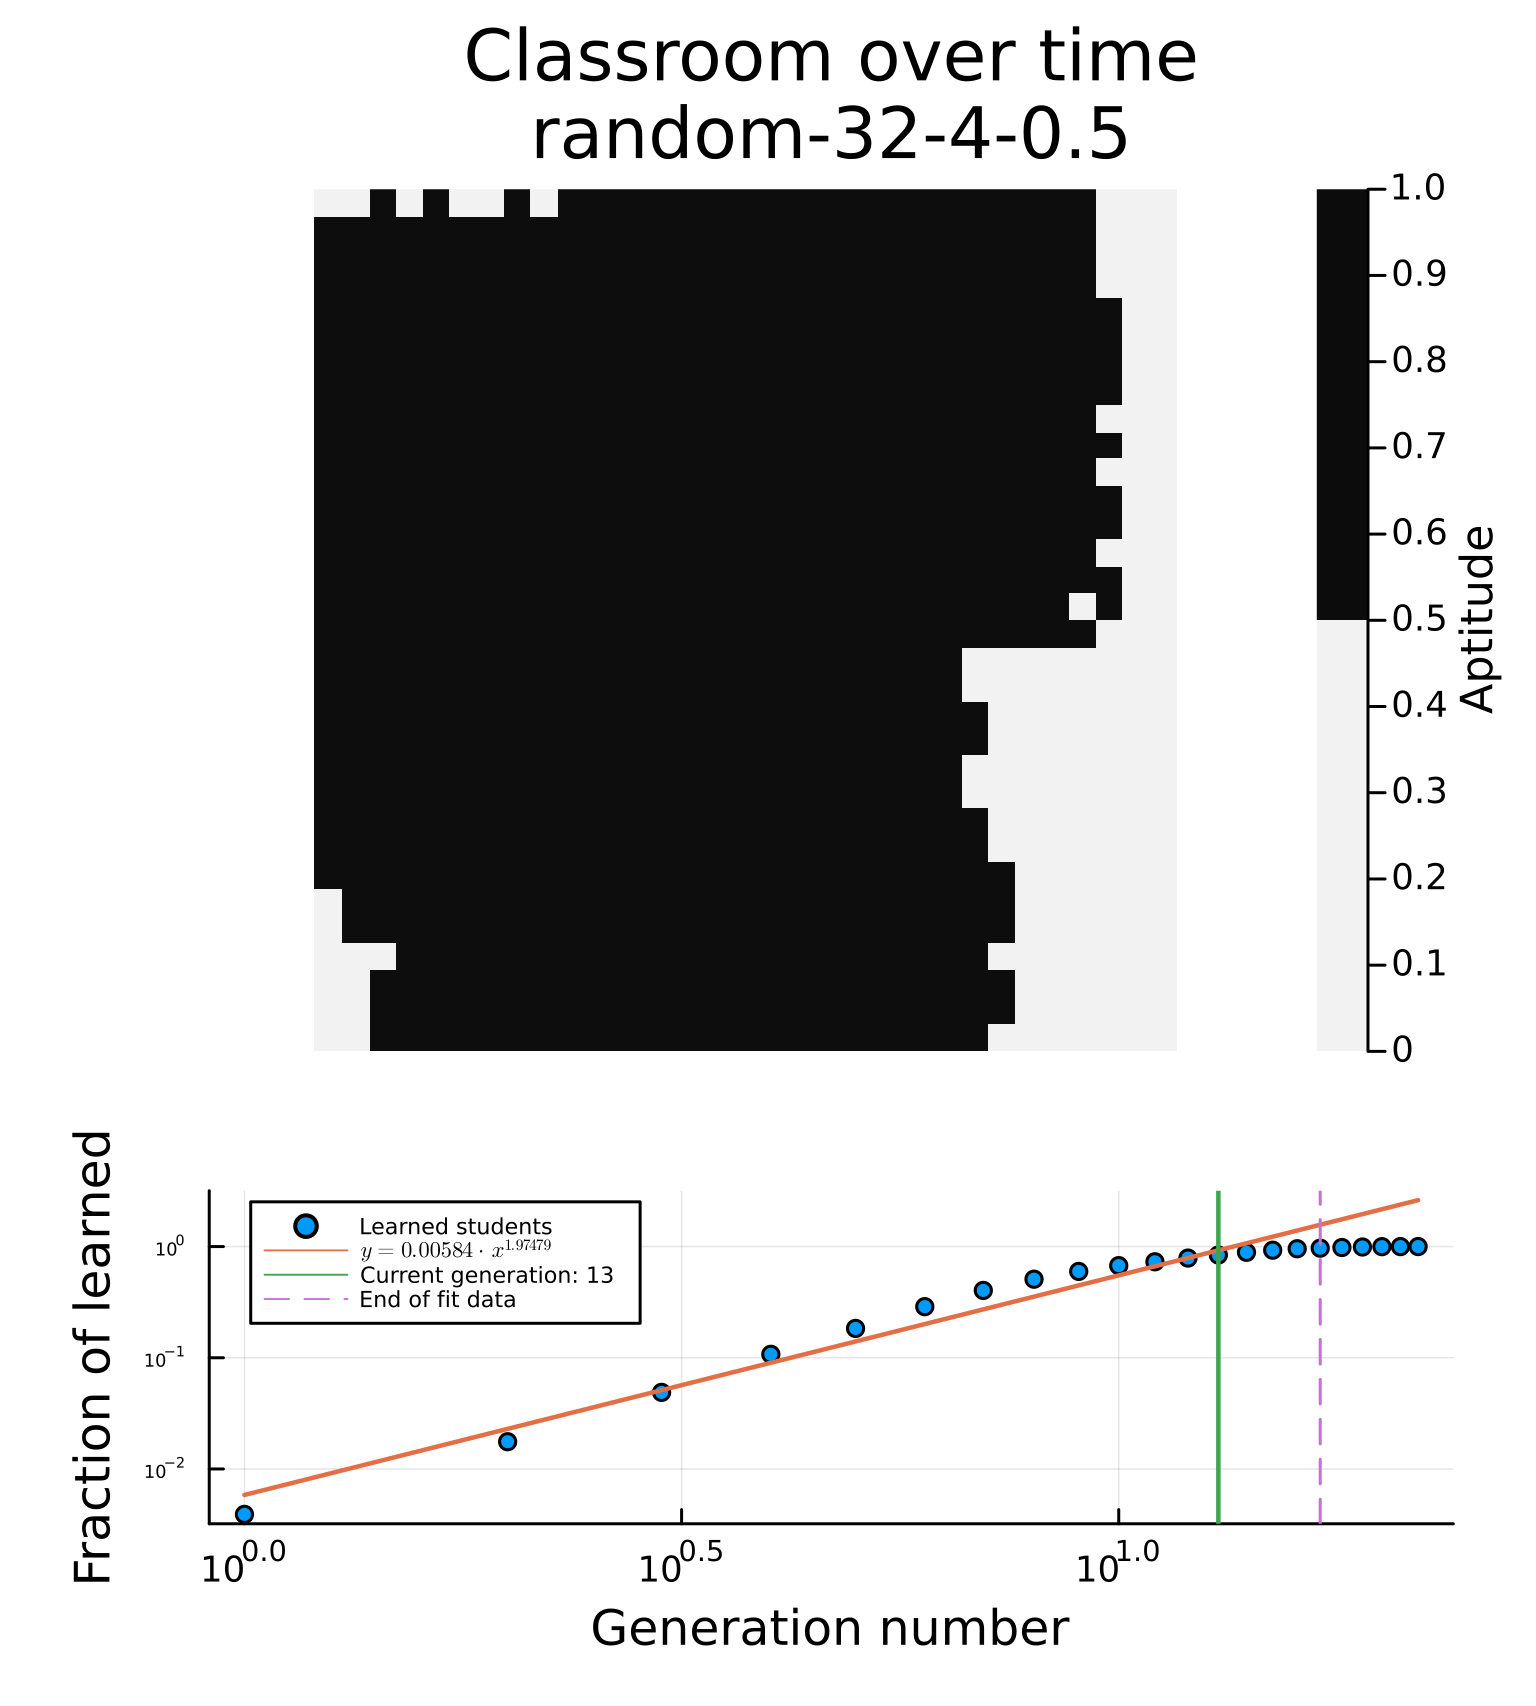 Classroom over time
random-32-4-0.5
1.0
0.9
0.8
0.7
0.6
0.5
0.4
0.3
0.2
0.1
0
Aptitude
Fraction of learned
10⁰
10⁻¹
10⁻²
Learned students
y = 0.00584 · x^1.97479
Current generation: 13
End of fit data
10^0.0
10^0.5
10^1.0
Generation number